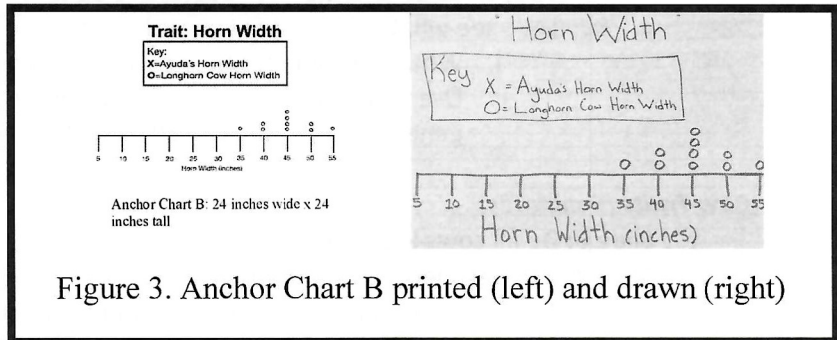 Trait: Horn Width
Key:
X=Ayuda's Horn Width
O=Longhorn Cow Horn Width
5 10 15 20 25 30 35 40 45 50 55
Horn Width (inches)
Anchor Chart B: 24 inches wide x 24
inches tall
Horn Width
Key
X = Ayuda's Horn Width
O= Longhorn Cow Horn Width
5 10 15 20 25 30 35 40 45 50 55
Horn Width (inches)
Figure 3. Anchor Chart B printed (left) and drawn (right)